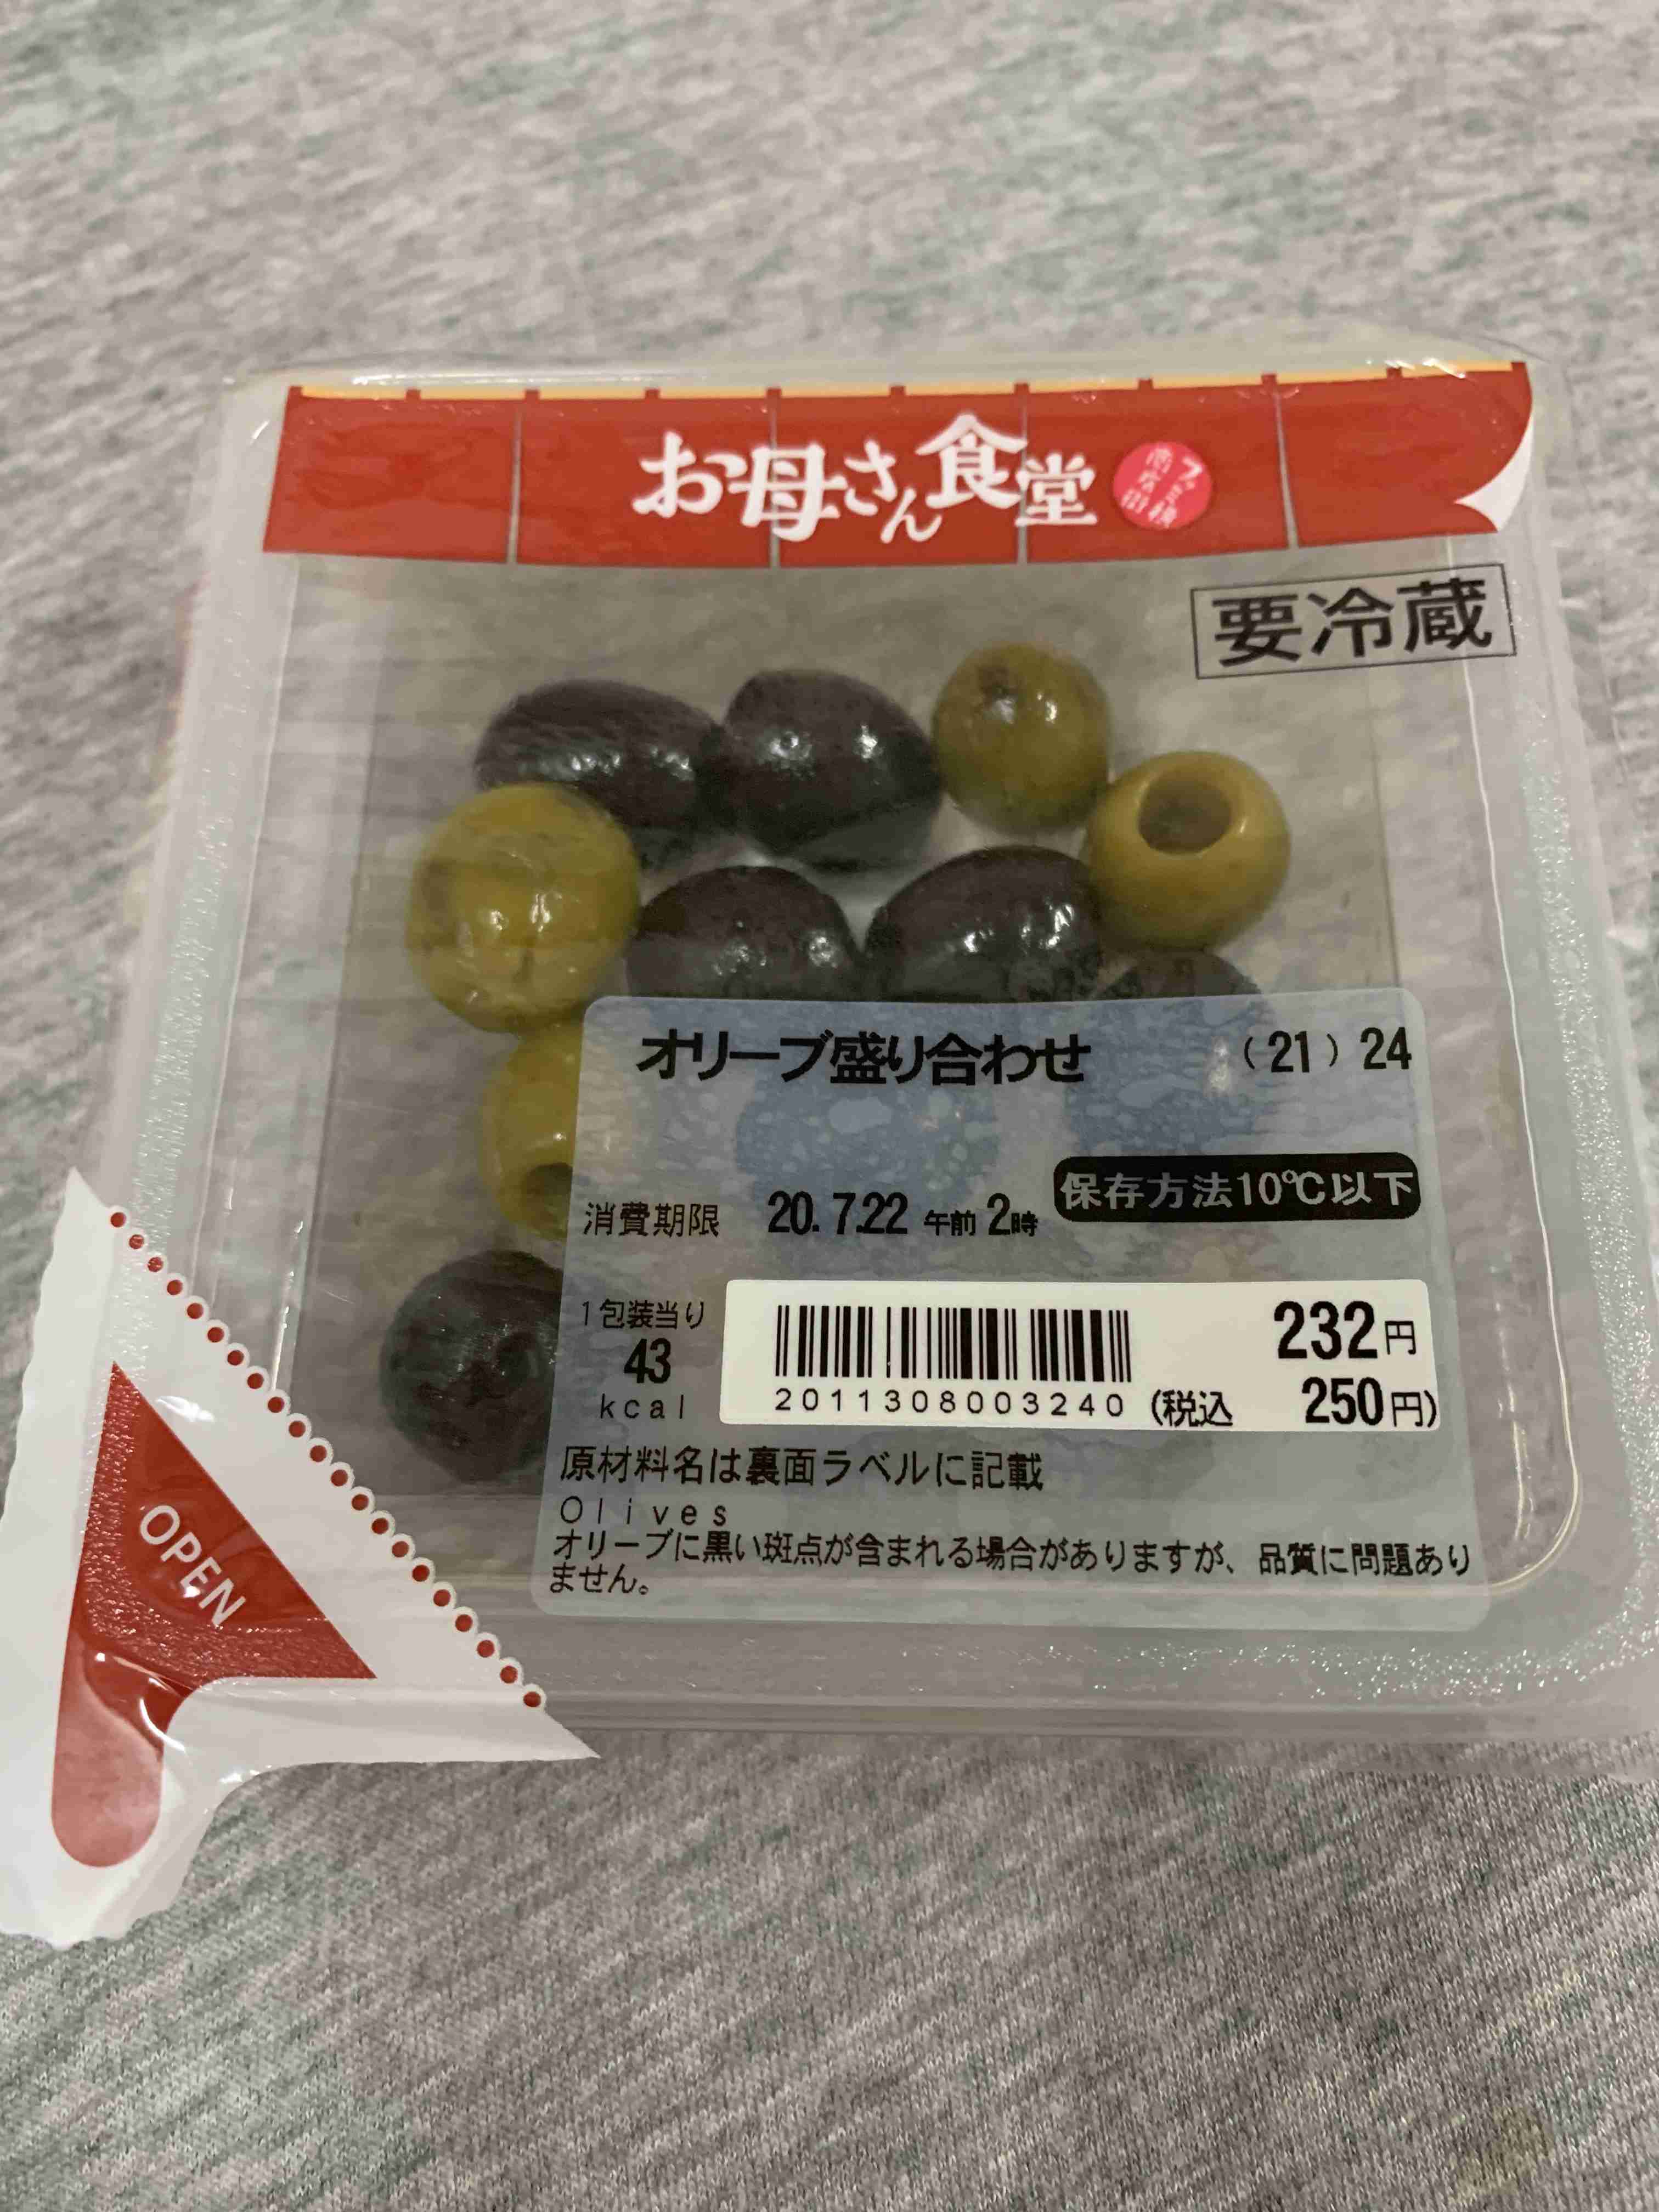 お母さん食堂
要冷蔵
オリーブ盛り合わせ (21) 24
保存方法10℃以下
消費期限 20.7.22 午前 2時
1包装当り
43
kcal
232円
2011308003240 (税込 250円)
原材料名は裏面ラベルに記載
Olives
オリーブに黒い斑点が含まれる場合がありますが、品質に問題あり
ません。
OPEN